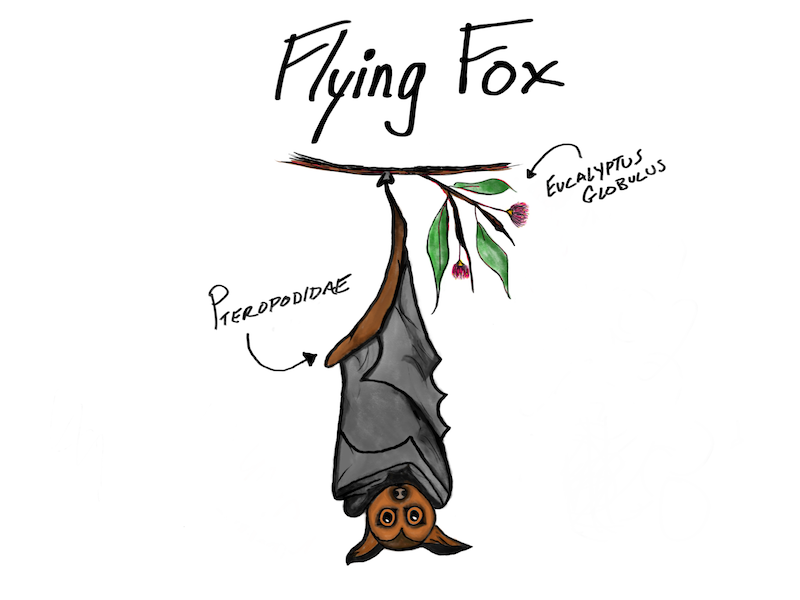 Flying Fox
EUCALYPTUS
GLOBULUS
PTEROPODIDAE